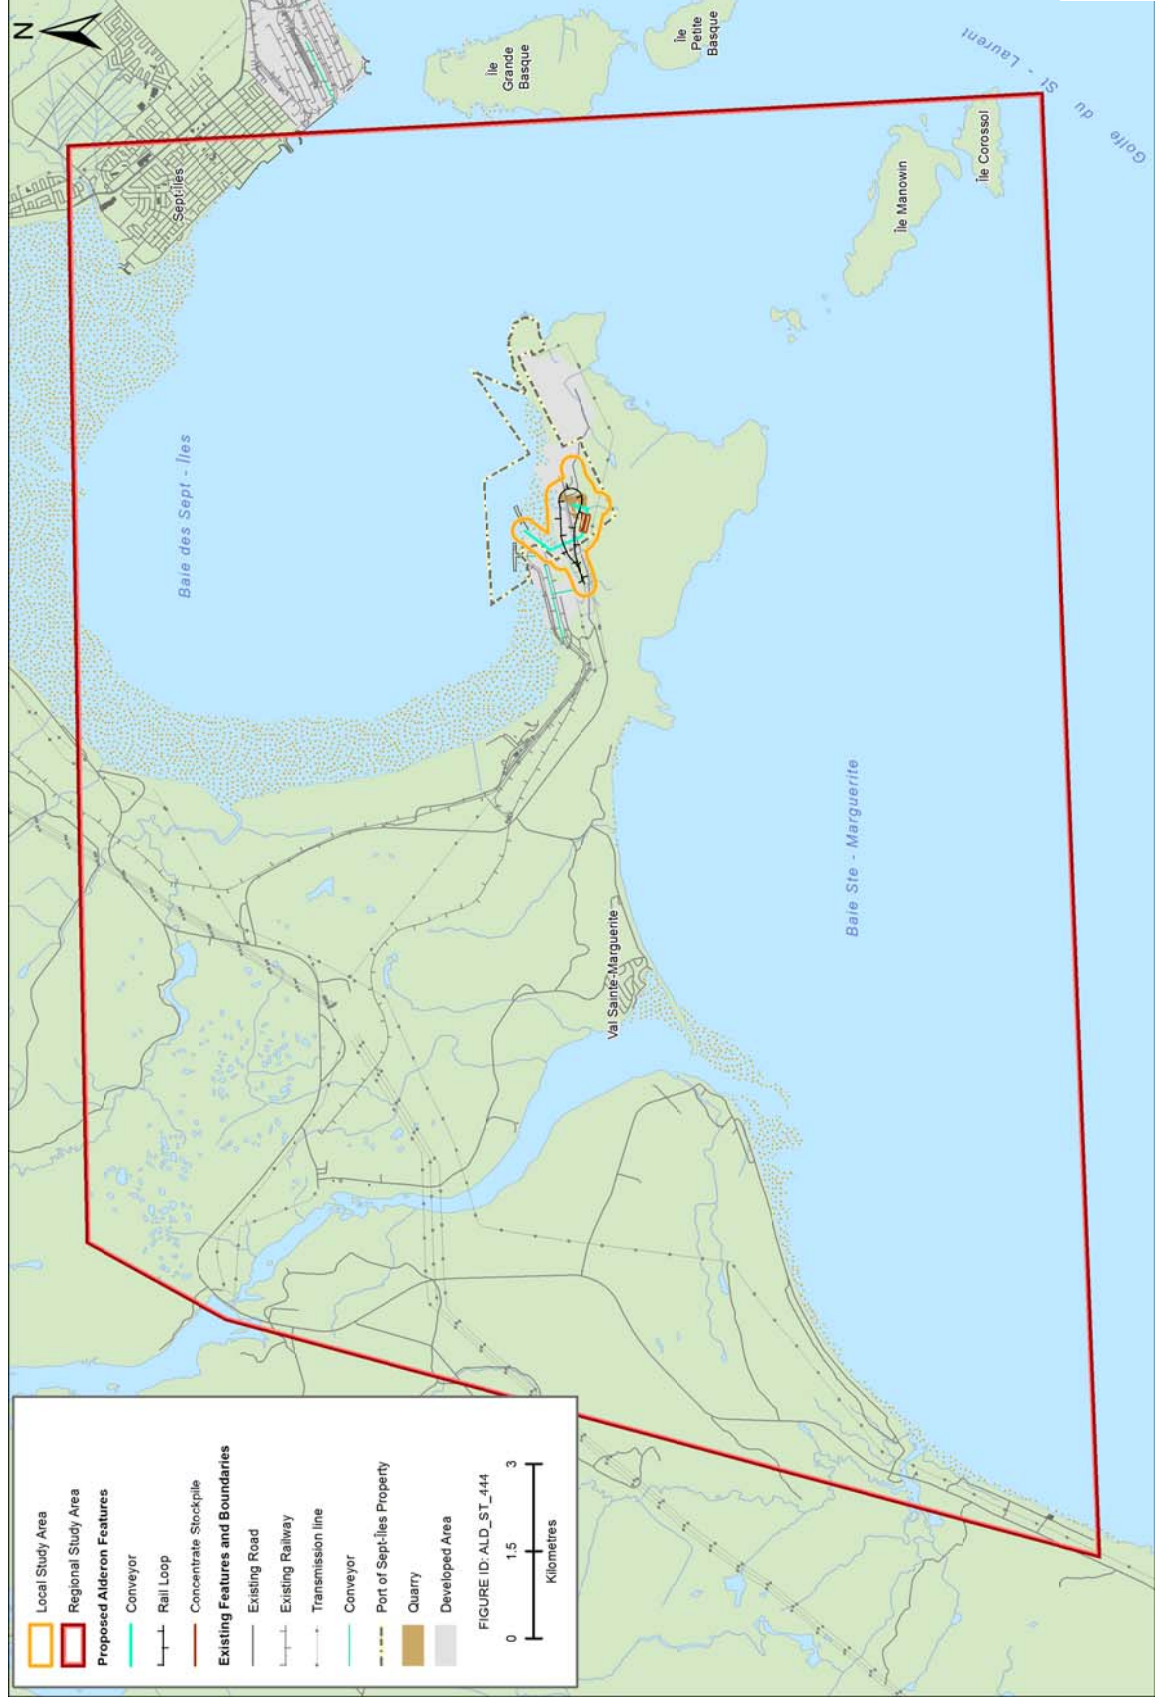 N
Local Study Area
Regional Study Area
Proposed Alderon Features
Conveyor
Rail Loop
Concentrate Stockpile
Existing Features and Boundaries
Existing Road
Existing Railway
Transmission line
Conveyor
Port of Sept-Îles Property
Quarry
Developed Area
FIGURE ID: ALD_ST_444
0 1.5 3
Kilometres
Sept-Îles
Baie des Sept - Îles
Île
Grande
Basque
Île
Petite
Basque
Golfe du St - Laurent
Île Manowin
Île Corossol
Val Sainte-Marguerite
Baie Ste - Marguerite